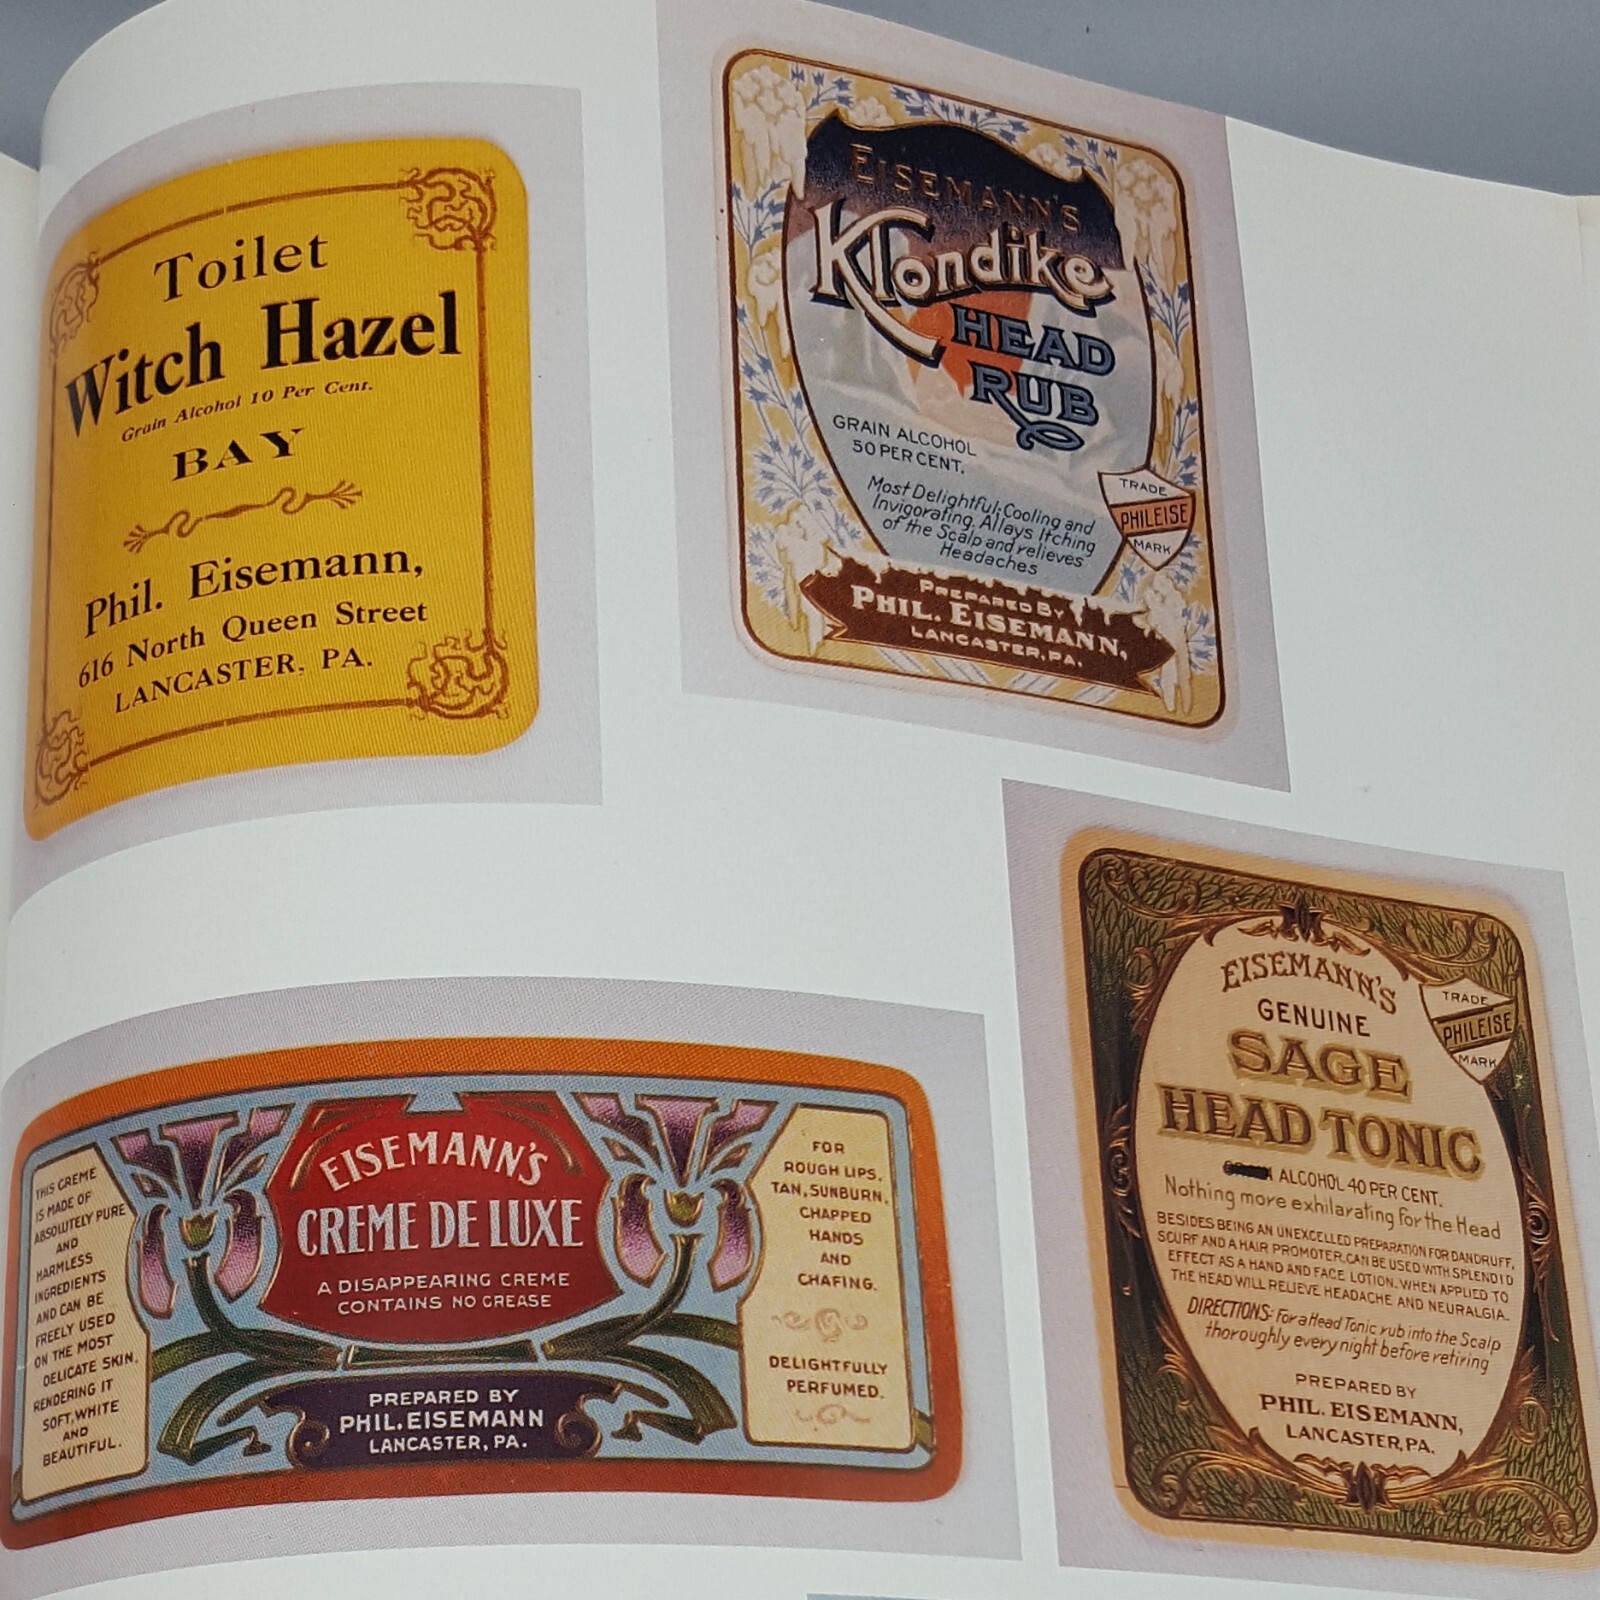 Toilet
Witch Hazel
Grain Alcohol 10 Per Cent.
BAY
Phil. Eisemann,
616 North Queen Street
LANCASTER, PA.
EISEMANN'S
Klondike
HEAD
RUB
GRAIN ALCOHOL
50 PER CENT.
Most Delightful, Cooling and
Invigorating, Allays Itching
of the Scalp and relieves
Headaches
TRADE
PHILEISE
MARK
PREPARED BY
PHIL. EISEMANN,
LANCASTER, PA.
THIS CREME
IS MADE OF
ABSOLUTELY PURE
AND
HARMLESS
INGREDIENTS
AND CAN BE
FREELY USED
ON THE MOST
DELICATE SKIN,
RENDERING IT
SOFT, WHITE
AND
BEAUTIFUL.
EISEMANN'S
CREME DE LUXE
A DISAPPEARING CREME
CONTAINS NO GREASE
PREPARED BY
PHIL. EISEMANN
LANCASTER, PA.
FOR
ROUGH LIPS,
TAN, SUNBURN,
CHAPPED
HANDS
AND
CHAFING.
DELIGHTFULLY
PERFUMED.
EISEMANN'S
GENUINE
SAGE
HEAD TONIC
TRADE
PHILEISE
MARK
ALCOHOL 40 PER CENT.
Nothing more exhilarating for the Head
BESIDES BEING AN UNEXCELLED PREPARATION FOR DANDRUFF,
SCURF AND A HAIR PROMOTER, CAN BE USED WITH SPLENDID
EFFECT AS A HAND AND FACE LOTION. WHEN APPLIED TO
THE HEAD WILL RELIEVE HEADACHE AND NEURALGIA.
DIRECTIONS: For a Head Tonic rub into the Scalp
thoroughly every night before retiring
PREPARED BY
PHIL. EISEMANN,
LANCASTER, PA.